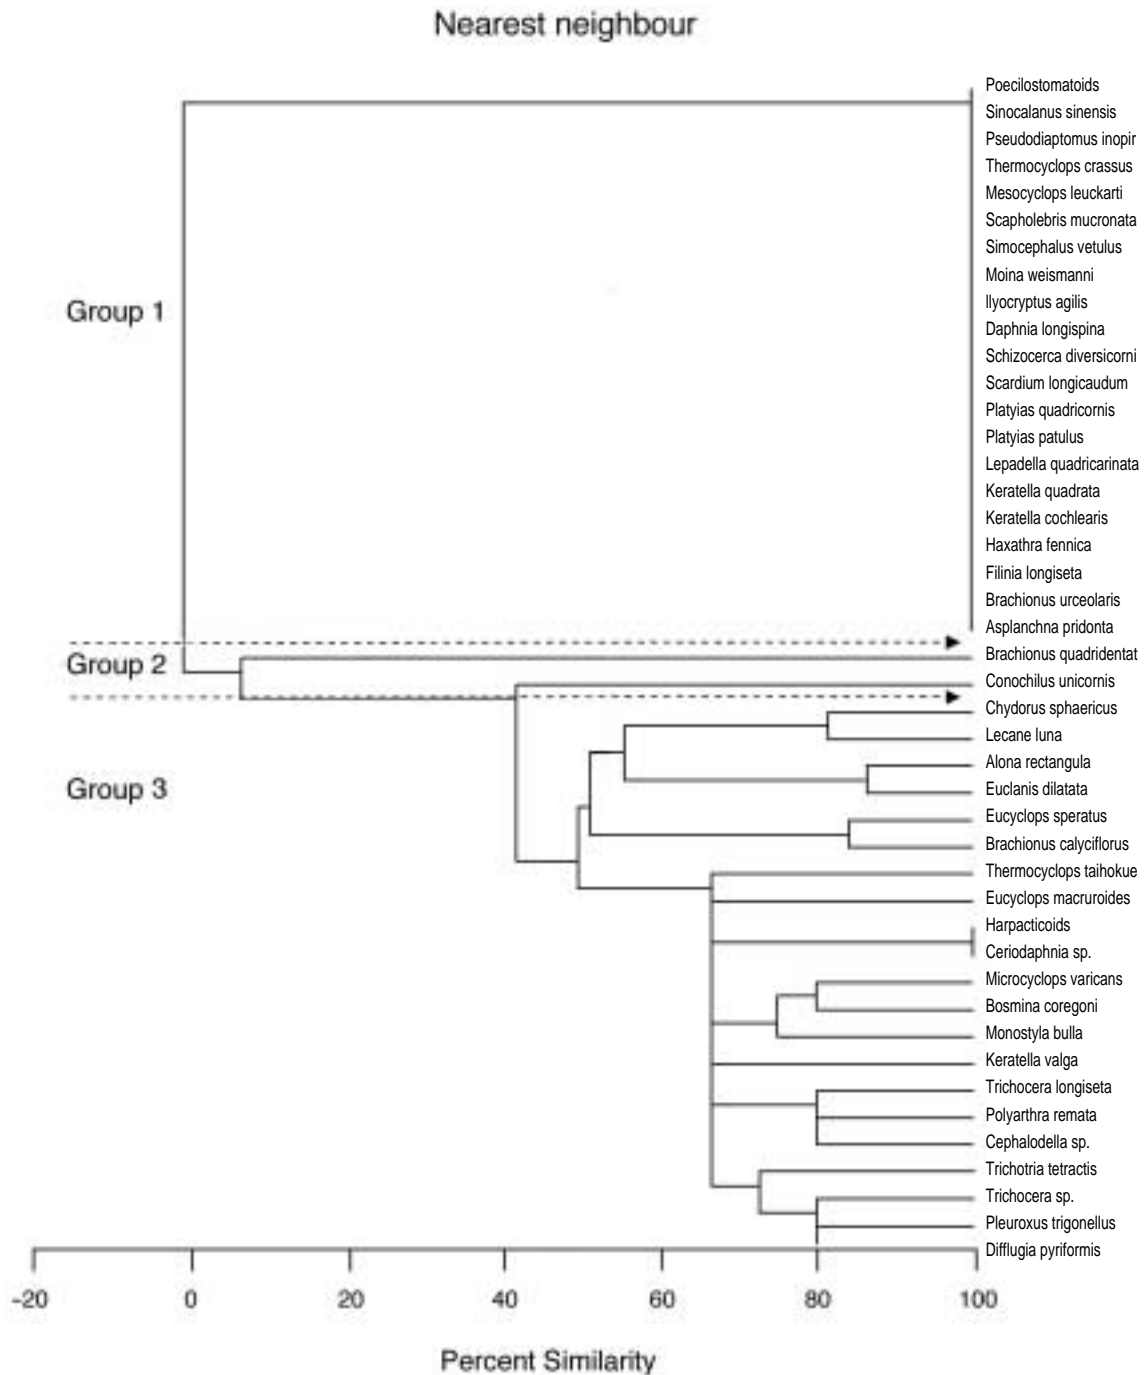 Nearest neighbour
Poecilostomatoids
Sinocalanus sinensis
Pseudodiaptomus inopir
Thermocyclops crassus
Mesocyclops leuckarti
Scapholebris mucronata
Simocephalus vetulus
Moina weismanni
Group 1
Ilyocryptus agilis
Daphnia longispina
Schizocerca diversicorni
Scardium longicaudum
Platyias quadricornis
Platyias patulus
Lepadella quadricarinata
Keratella quadrata
Keratella cochlearis
Haxathra fennica
Filinia longiseta
Brachionus urceolaris
Asplanchna pridonta
Group 2
Brachionus quadridentat
Conochilus unicornis
Chydorus sphaericus
Lecane luna
Alona rectangula
Group 3
Euclanis dilatata
Eucyclops speratus
Brachionus calyciflorus
Thermocyclops taihokue
Eucyclops macruroides
Harpacticoids
Ceriodaphnia sp.
Microcyclops varicans
Bosmina coregoni
Monostyla bulla
Keratella valga
Trichocera longiseta
Polyarthra remata
Cephalodella sp.
Trichotria tetractis
Trichocera sp.
Pleuroxus trigonellus
Difflugia pyriformis
-20 0 20 40 60 80 100
Percent Similarity